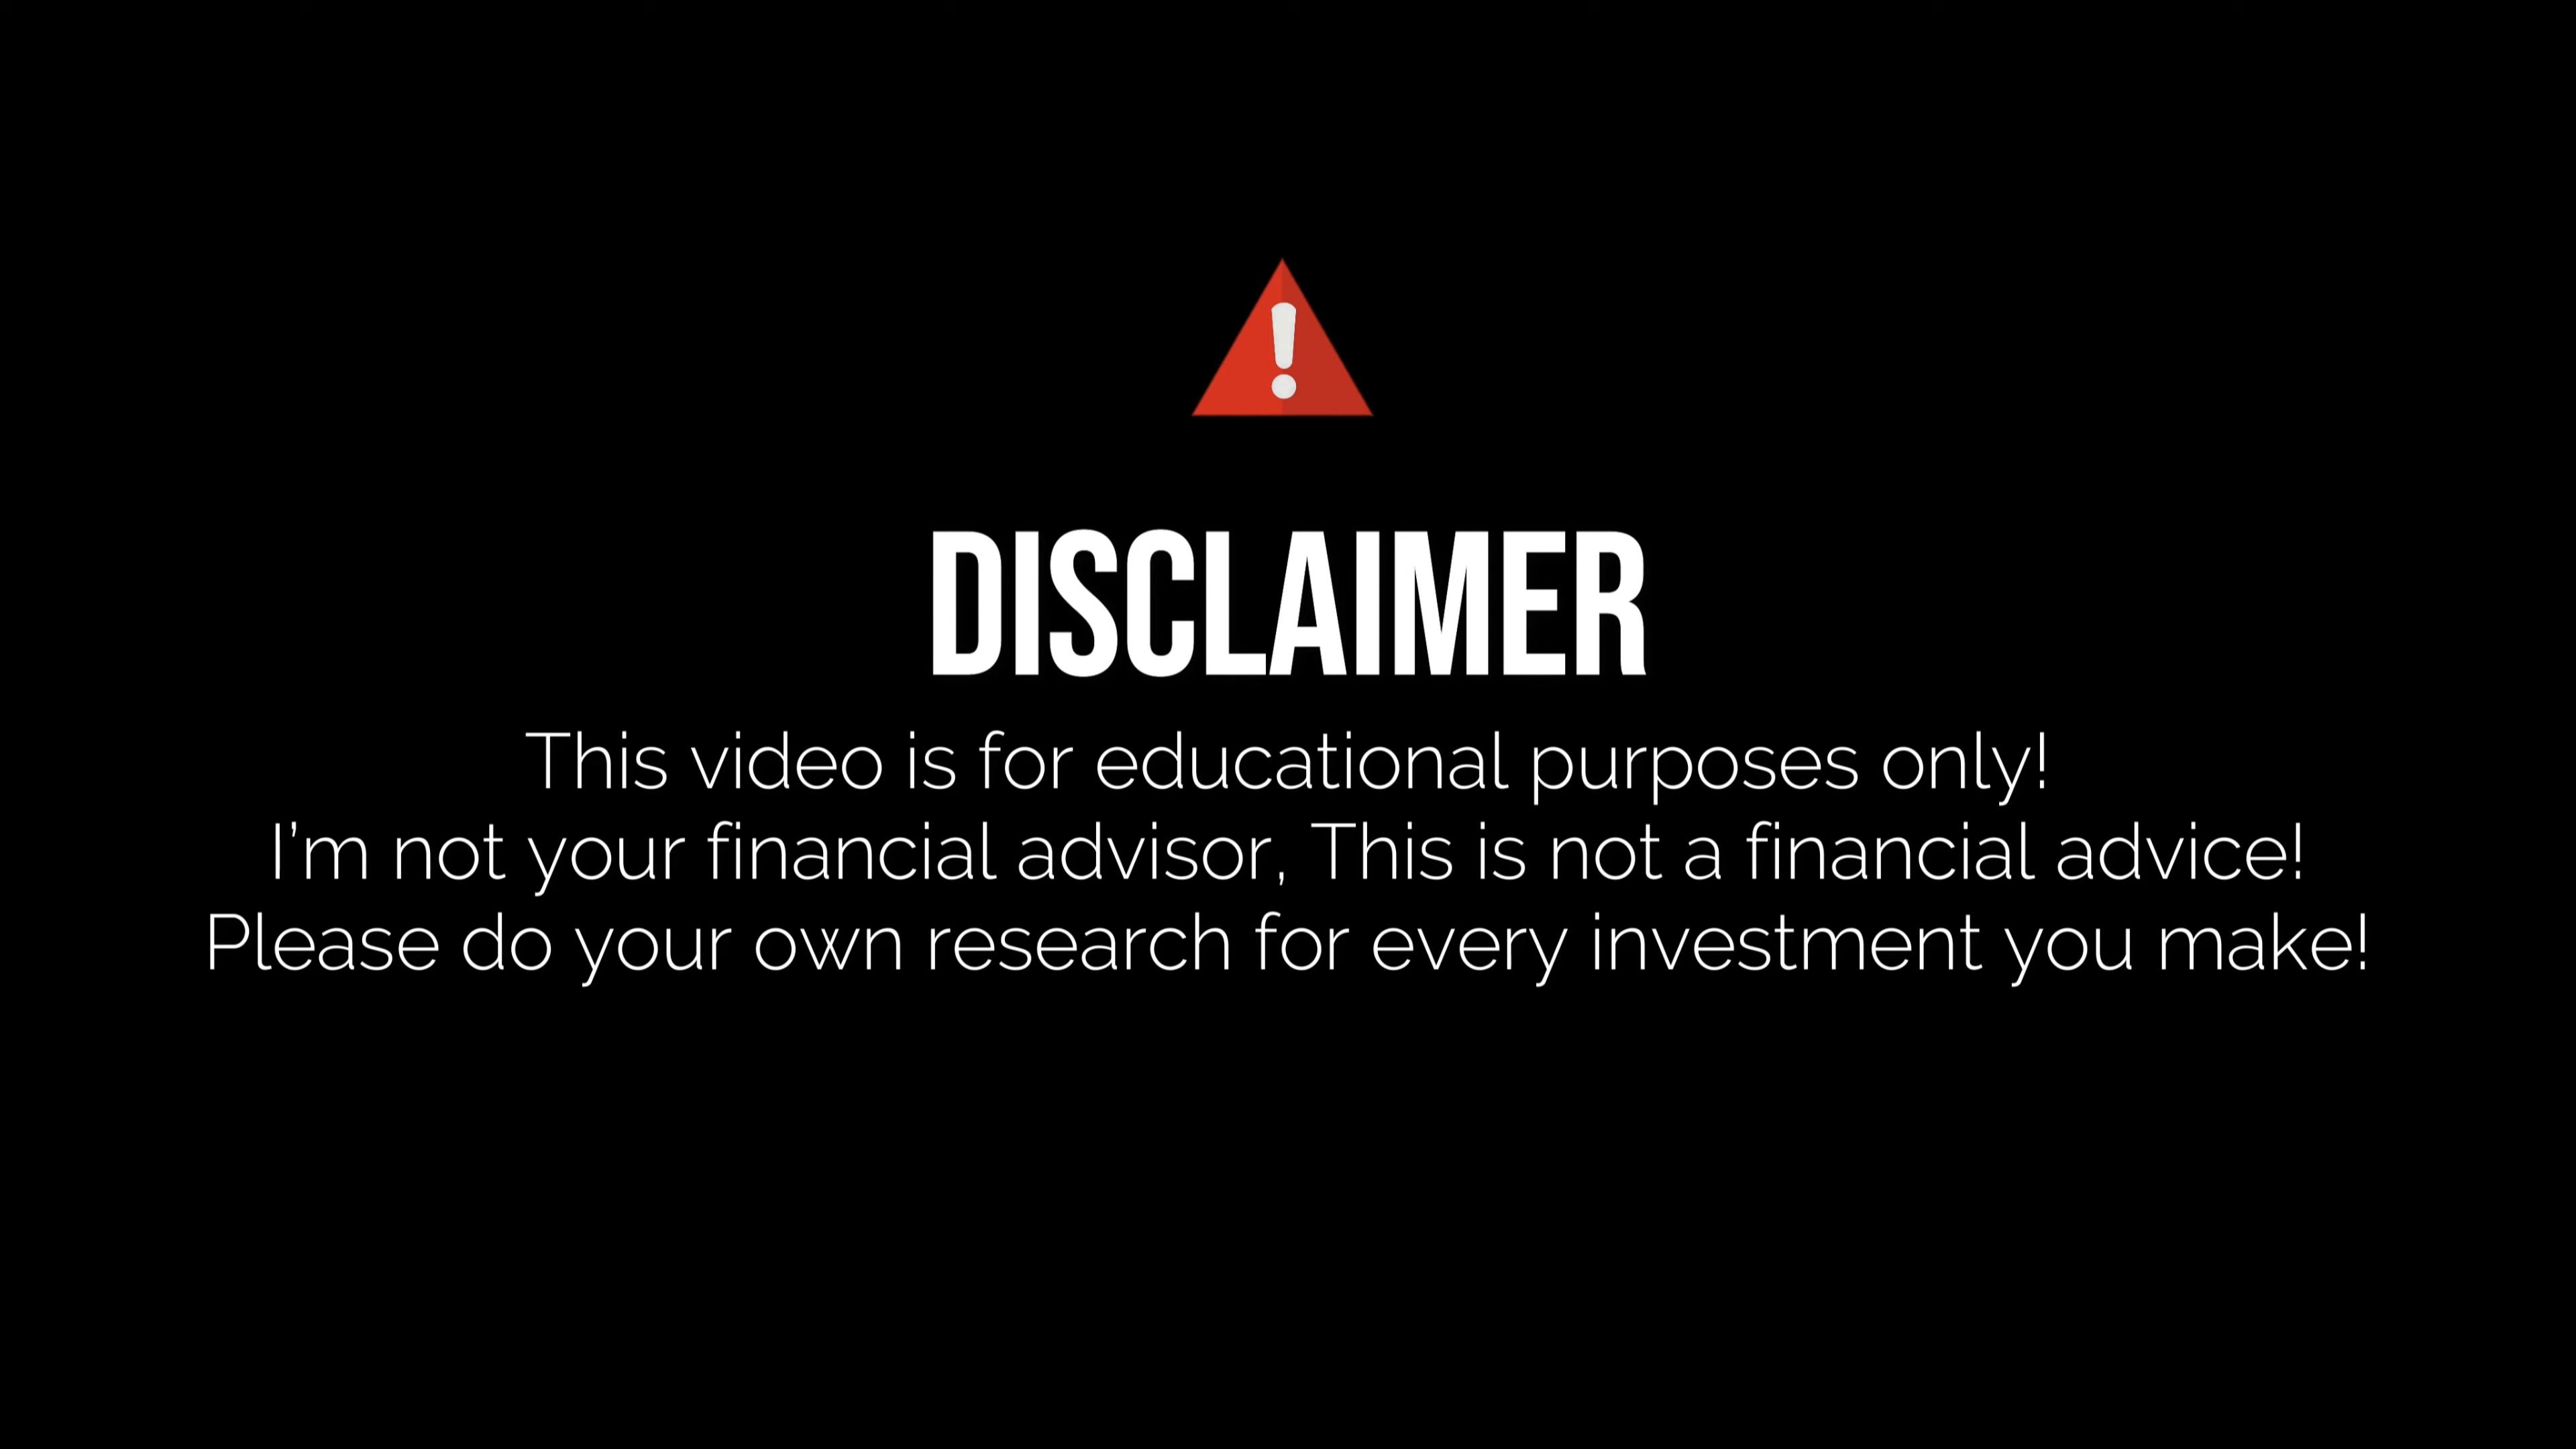 DISCLAIMER
This video is for educational purposes only!
I’m not your financial advisor, This is not a financial advice!
Please do your own research for every investment you make!